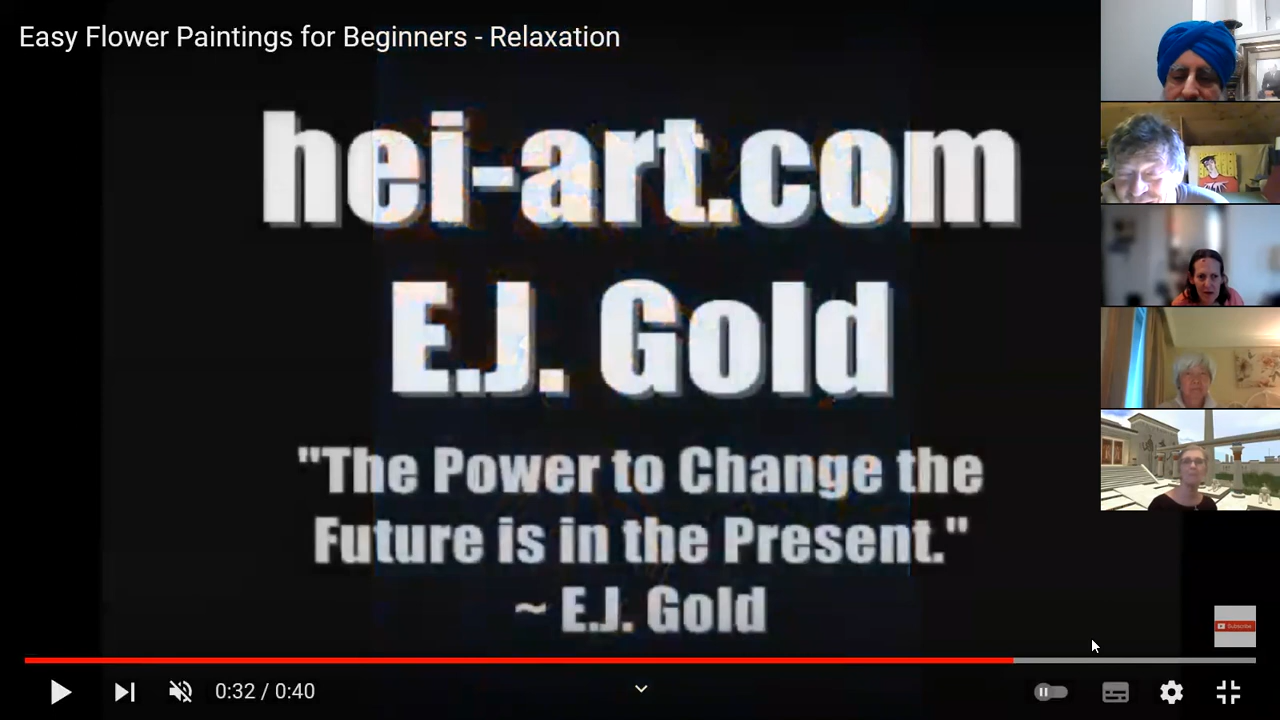 Easy Flower Paintings for Beginners - Relaxation
hei-art.com
E.J. Gold
"The Power to Change the
Future is in the Present."
~ E.J. Gold
Subscribe
0:32 / 0:40